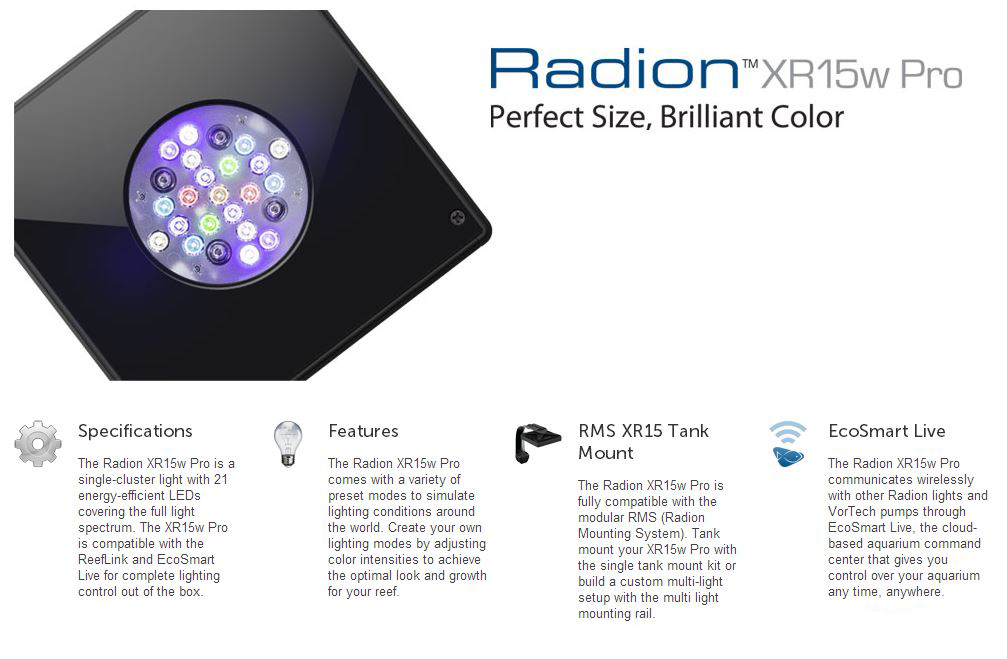 Radion™ XR15w Pro
Perfect Size, Brilliant Color
Specifications
The Radion XR15w Pro is a
single-cluster light with 21
energy-efficient LEDs
covering the full light
spectrum. The XR15w Pro
is compatible with the
ReefLink and EcoSmart
Live for complete lighting
control out of the box.
Features
The Radion XR15w Pro
comes with a variety of
preset modes to simulate
lighting conditions around
the world. Create your own
lighting modes by adjusting
color intensities to achieve
the optimal look and growth
for your reef.
RMS XR15 Tank
Mount
The Radion XR15w Pro is
fully compatible with the
modular RMS (Radion
Mounting System). Tank
mount your XR15w Pro with
the single tank mount kit or
build a custom multi-light
setup with the multi light
mounting rail.
EcoSmart Live
The Radion XR15w Pro
communicates wirelessly
with other Radion lights and
VorTech pumps through
EcoSmart Live, the cloud-
based aquarium command
center that gives you
control over your aquarium
any time, anywhere.